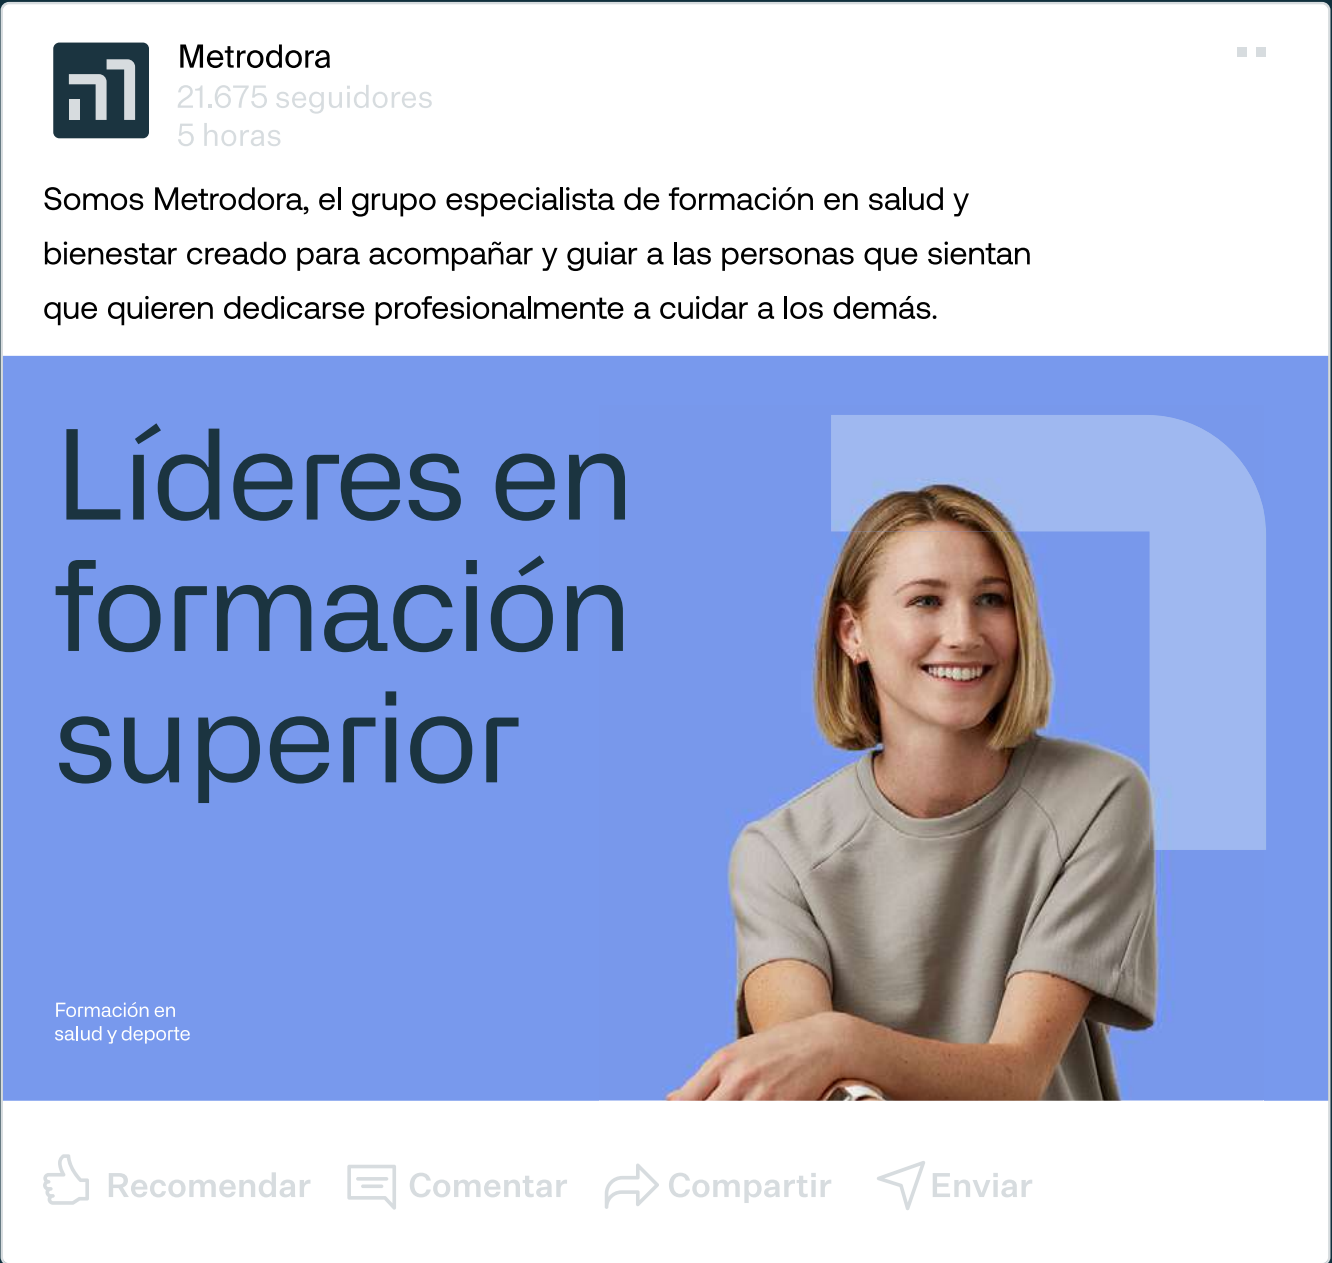 Metrodora
21.675 seguidores
5 horas
Somos Metrodora, el grupo especialista de formación en salud y
bienestar creado para acompañar y guiar a las personas que sientan
que quieren dedicarse profesionalmente a cuidar a los demás.
Líderes en
formación
superior
Formación en
salud y deporte
Recomendar Comentar Compartir Enviar